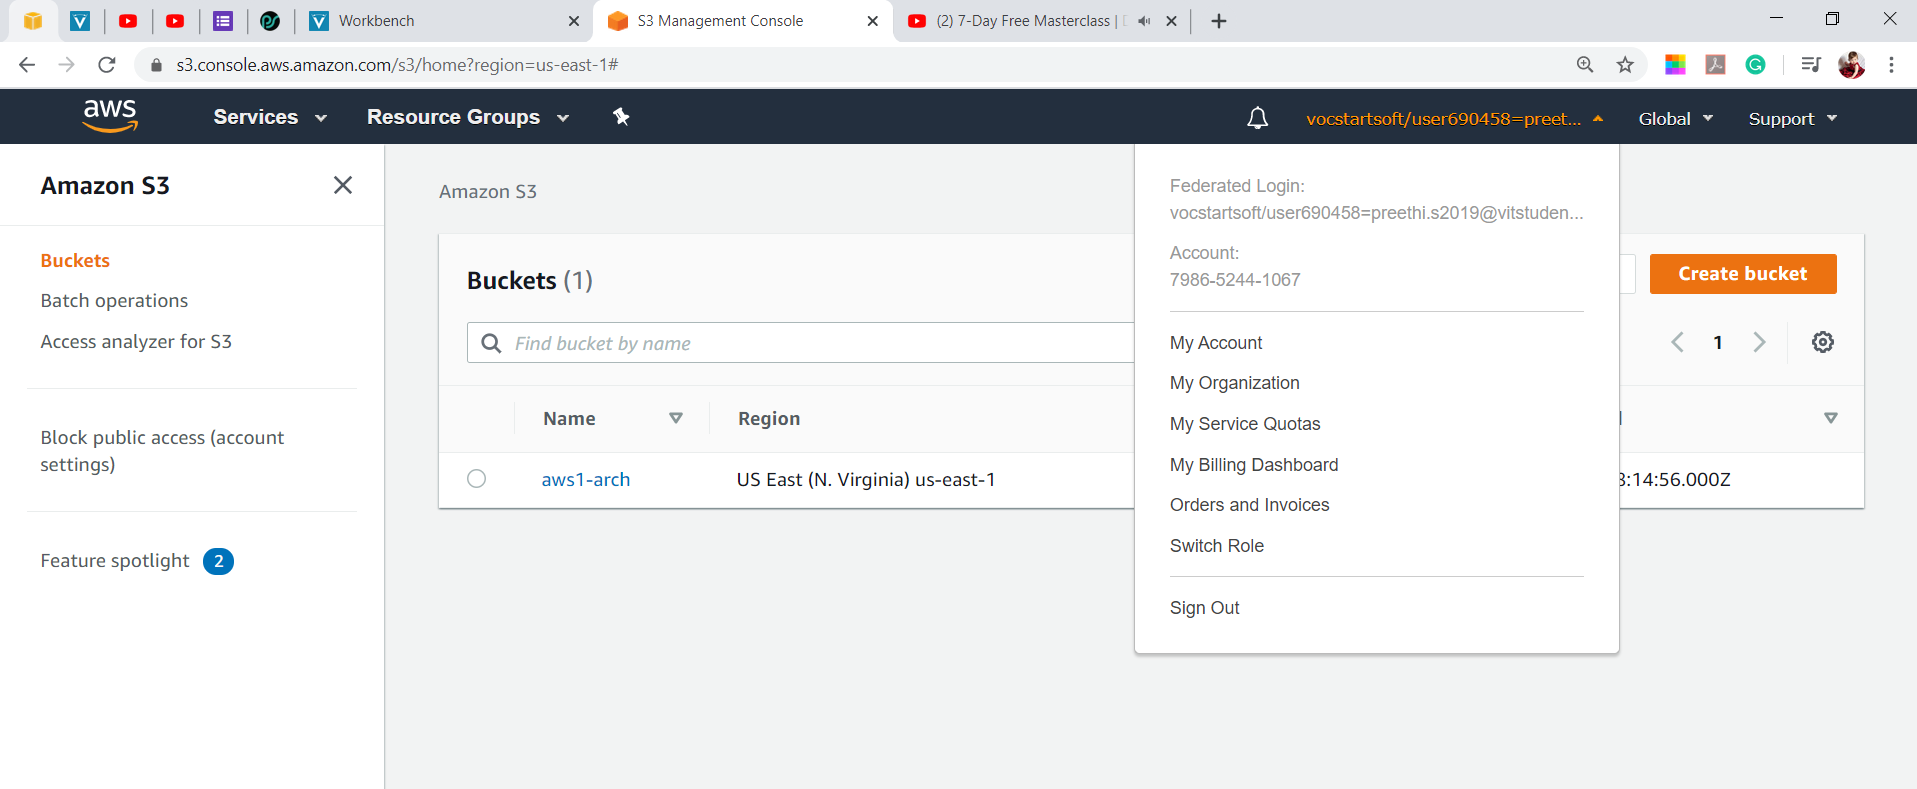 Workbench
S3 Management Console
(2) 7-Day Free Masterclass |
s3.console.aws.amazon.com/s3/home?region=us-east-1#
aws
Services
Resource Groups
vocstartsoft/user690458=preet...
Global
Support
Amazon S3
Buckets
Batch operations
Access analyzer for S3
Block public access (account
settings)
Feature spotlight 2
Amazon S3
Buckets (1)
Create bucket
Find bucket by name
1
Name
Region
aws1-arch
US East (N. Virginia) us-east-1
:14:56.000Z
Federated Login:
vocstartsoft/user690458=preethi.s2019@vitstuden...
Account:
7986-5244-1067
My Account
My Organization
My Service Quotas
My Billing Dashboard
Orders and Invoices
Switch Role
Sign Out